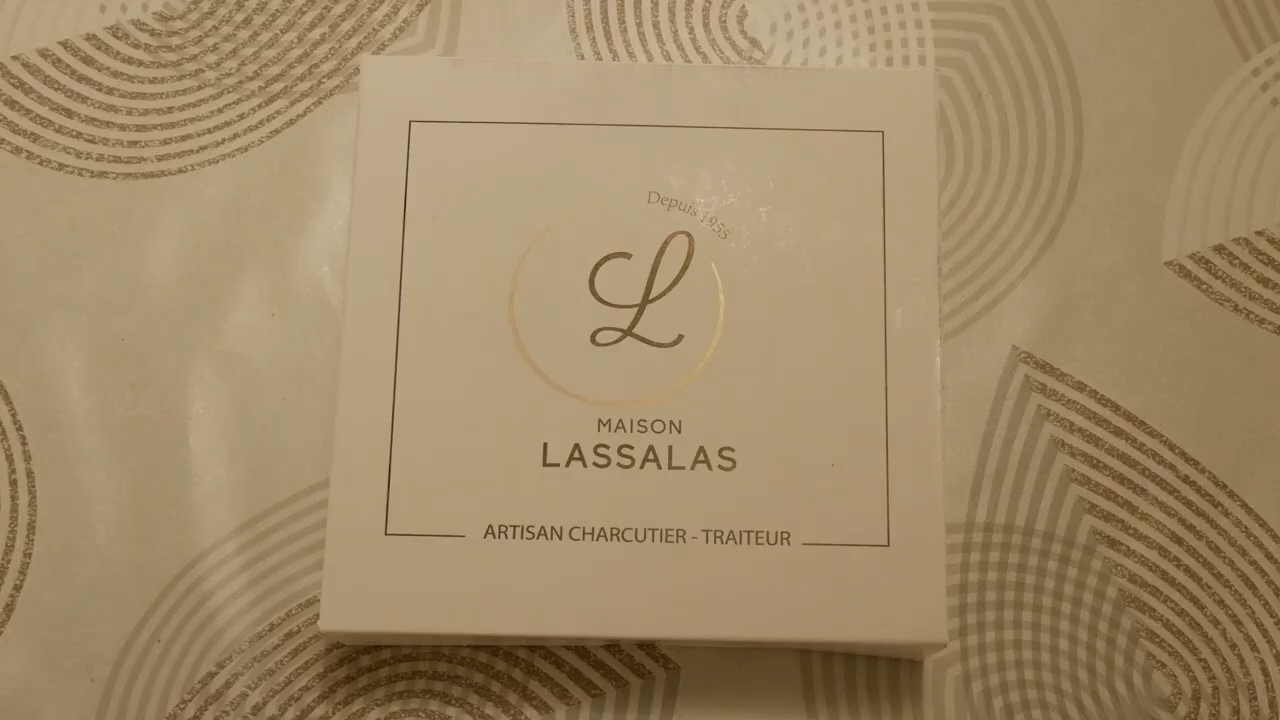 Depuis 1955
L
MAISON
LASSALAS
ARTISAN CHARCUTIER - TRAITEUR